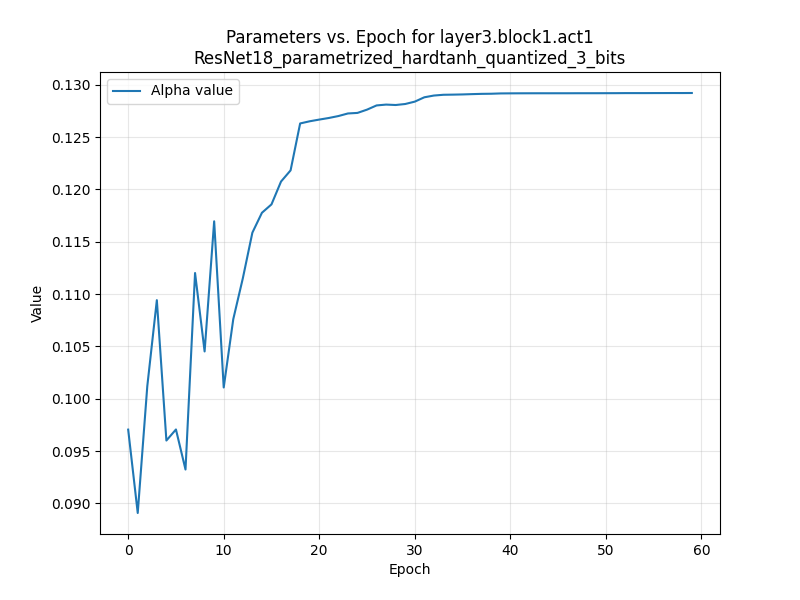 Parameters vs. Epoch for layer3.block1.act1
ResNet18_parametrized_hardtanh_quantized_3_bits
Alpha value
0.130
0.125
0.120
0.115
0.110
0.105
0.100
0.095
0.090
Value
0 10 20 30 40 50 60
Epoch